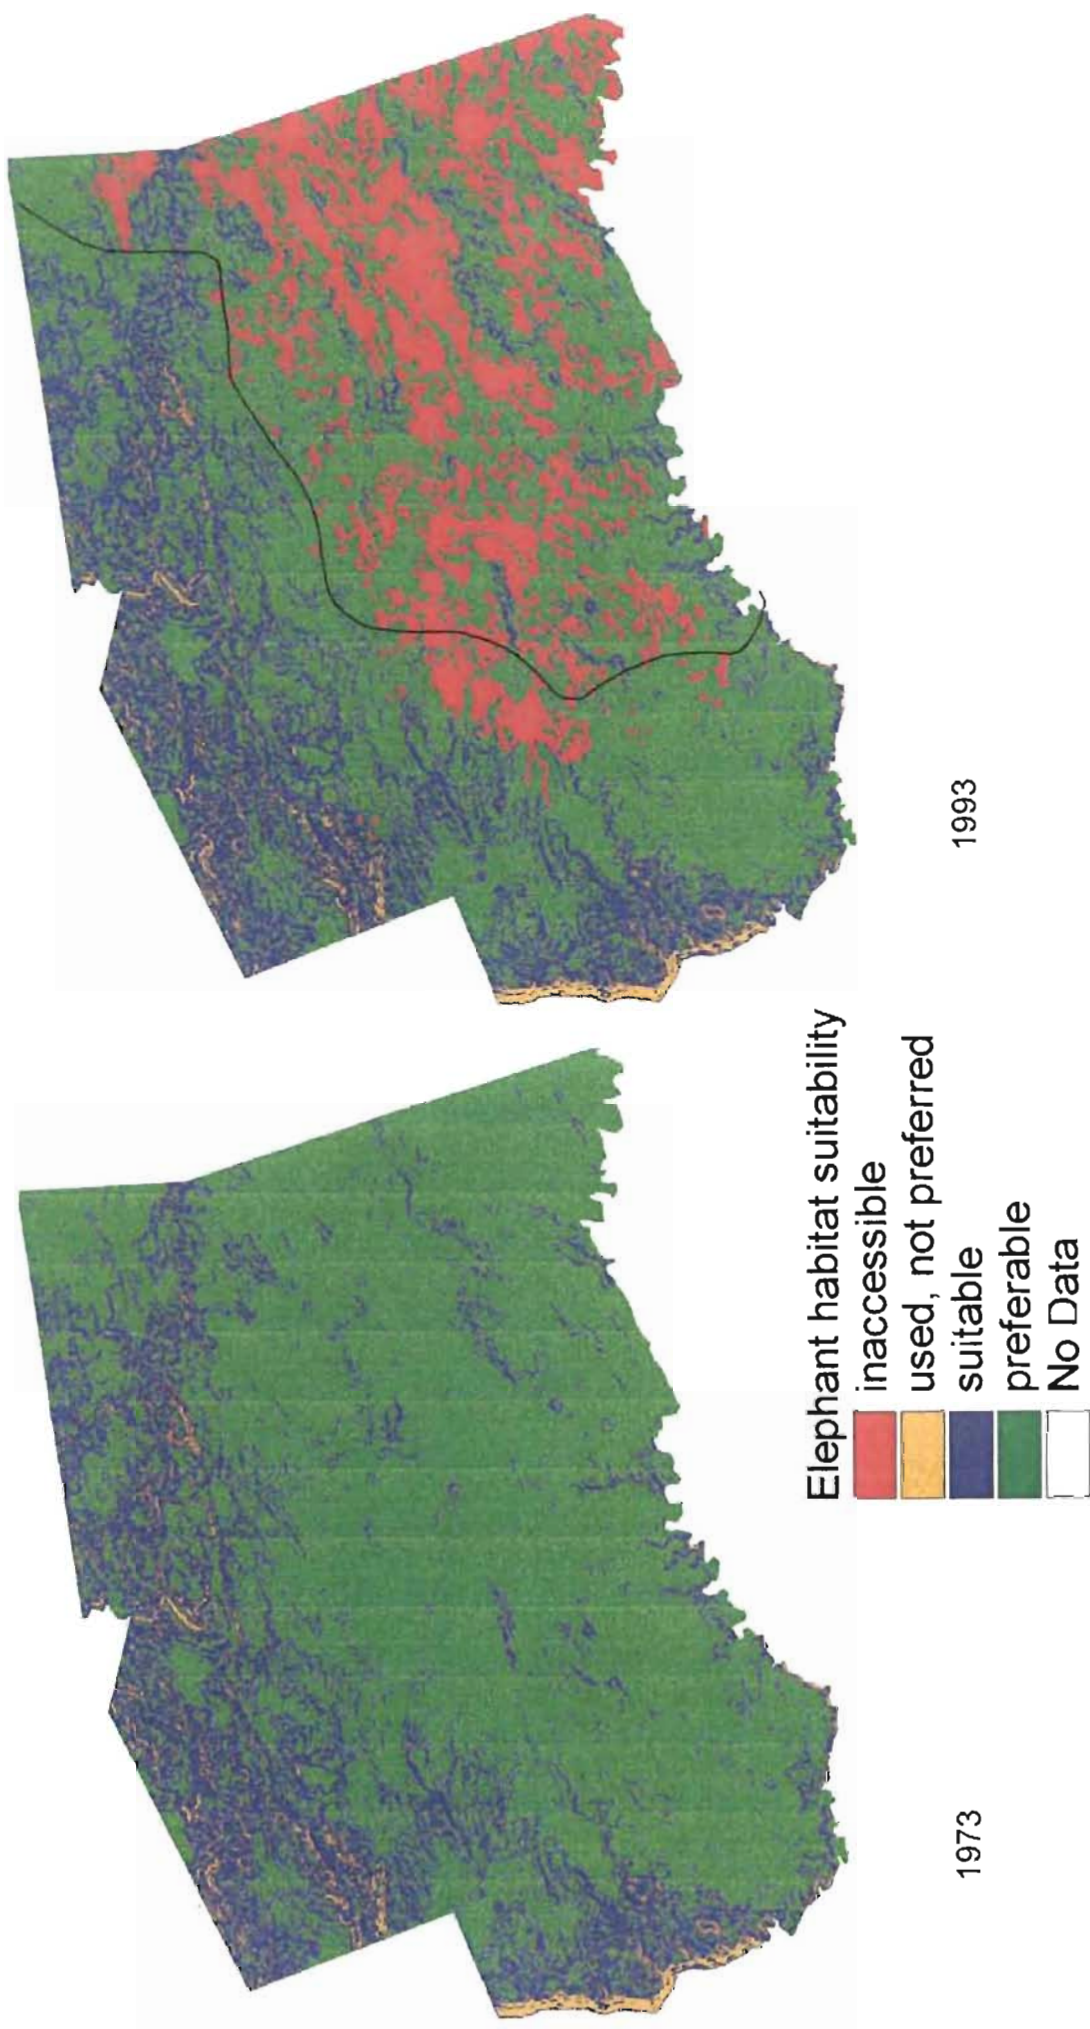 1973
1993
Elephant habitat suitability
inaccessible
used, not preferred
suitable
preferable
No Data